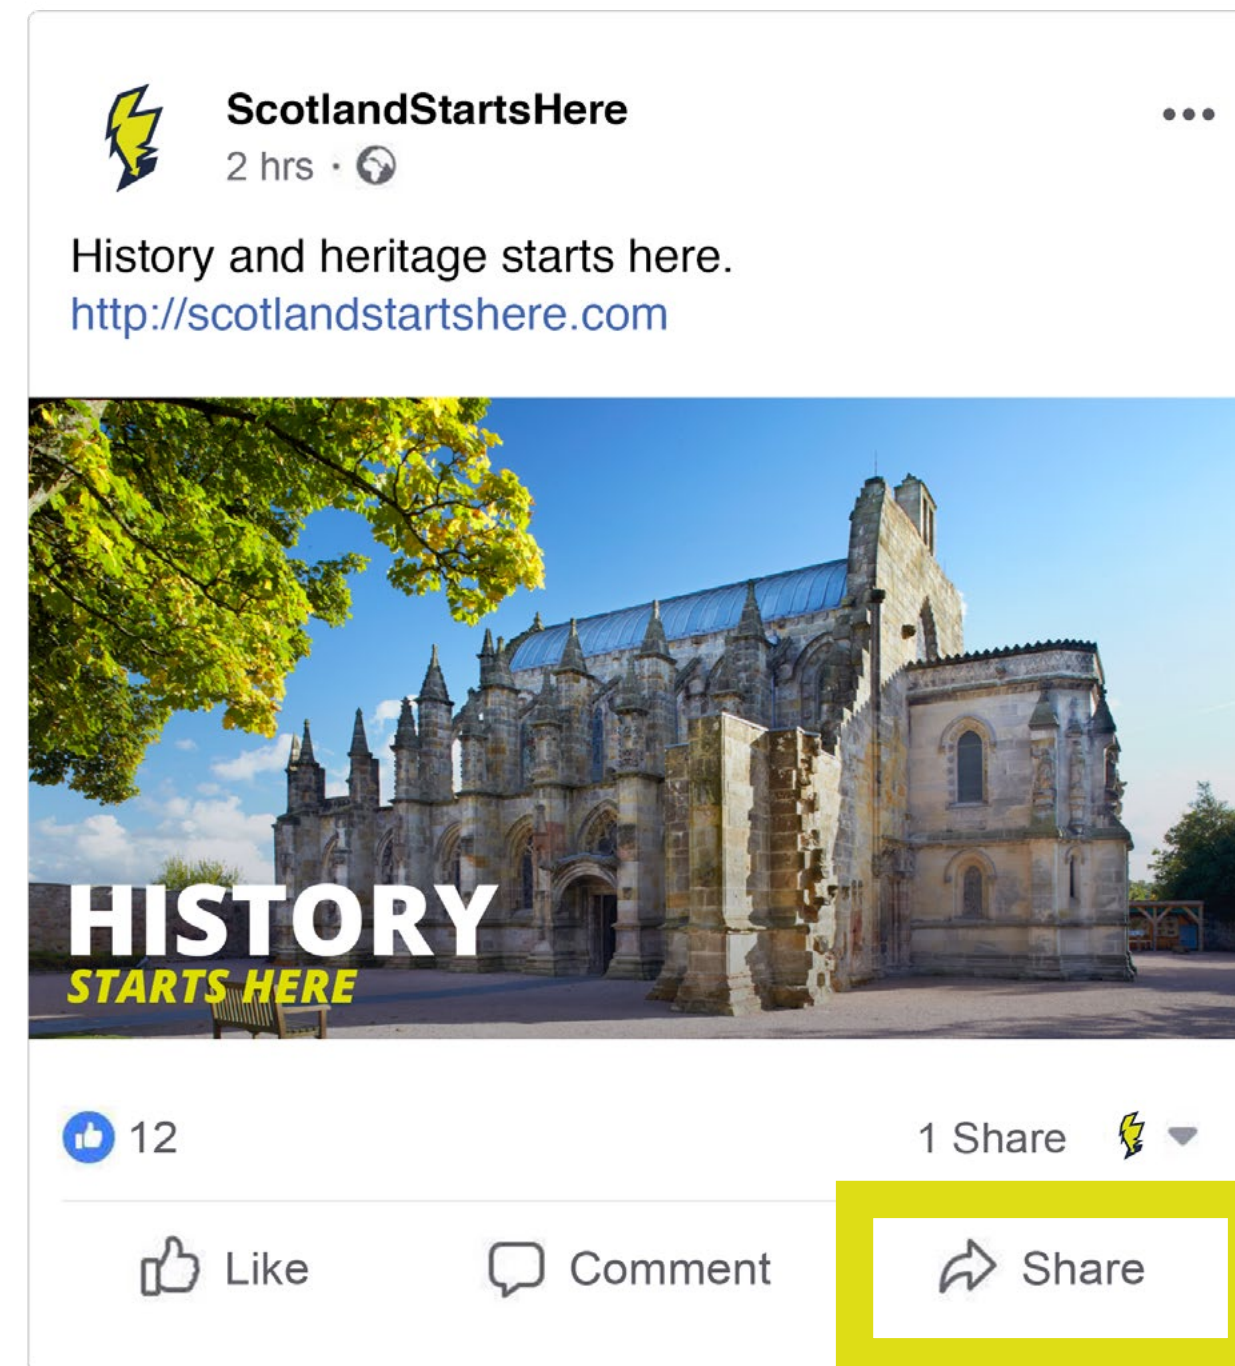 ScotlandStartsHere
2 hrs ·
History and heritage starts here.
http://scotlandstartshere.com
HISTORY
STARTS HERE
12
1 Share
Like
Comment
Share